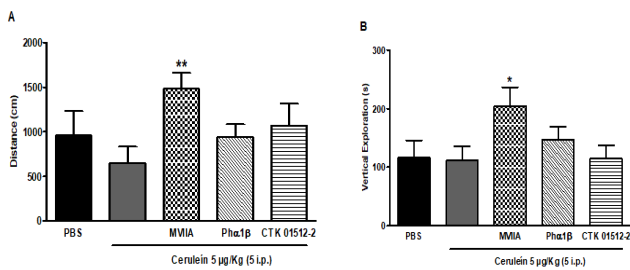 A
Distance (cm)
2000
1500
1000
500
0
**
PBS MVIIA Phα1β CTK 01512-2
Cerulein 5 µg/Kg (5 i.p.)
B
Vertical Exploration (s)
300
200
100
0
*
PBS MVIIA Phα1β CTK 01512-2
Cerulein 5 µg/Kg (5 i.p.)